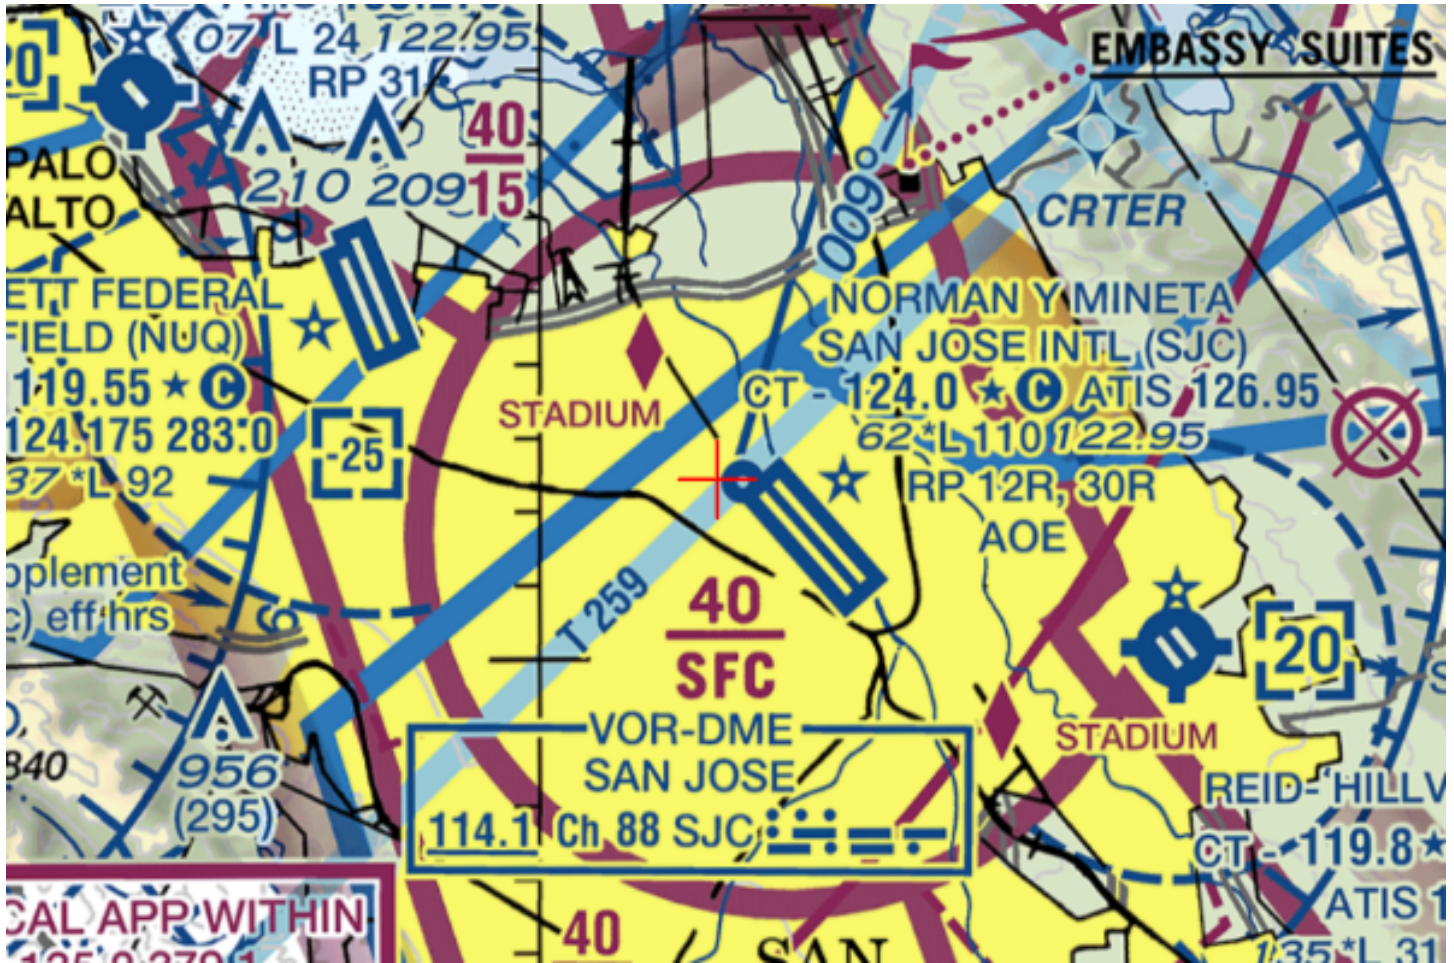 07 L 24 122.95
RP 31
EMBASSY SUITES
20
40
15
PALO
ALTO
210
209
009°
CRTER
ETT FEDERAL
FIELD (NUQ)
119.55 ★ C
124.175 283.0
37 *L 92
-25
STADIUM
NORMAN Y MINETA
SAN JOSE INTL (SJC)
CT - 124.0 ★ C ATIS 126.95
62 *L 110 122.95
RP 12R, 30R
AOE
pplement
c) eff hrs
T 259
40
SFC
20
STADIUM
VOR-DME
SAN JOSE
114.1 Ch 88 SJC
840
956
(295)
REID-HILLV
CT - 119.8 ★
ATIS 1
135 *L 31
CAL APP WITHIN
40
SAN